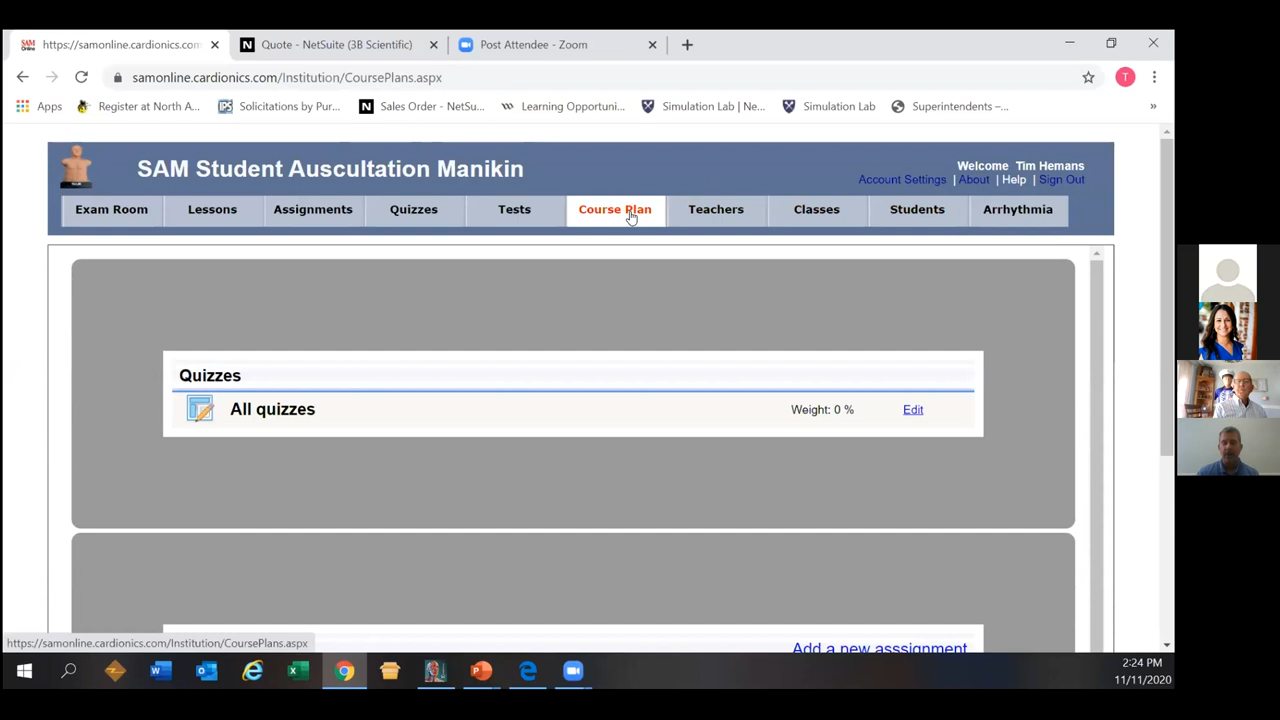 SAM Online
https://samonline.cardionics.com
Quote - NetSuite (3B Scientific)
Post Attendee - Zoom
samonline.cardionics.com/Institution/CoursePlans.aspx
T
Apps
Register at North A...
Solicitations by Pur...
Sales Order - NetSu...
Learning Opportuni...
Simulation Lab | Ne...
Simulation Lab
Superintendents –...
»
SAM Student Auscultation Manikin
Welcome Tim Hemans
Account Settings | About | Help | Sign Out
Exam Room
Lessons
Assignments
Quizzes
Tests
Course Plan
Teachers
Classes
Students
Arrhythmia
Quizzes
All quizzes
Weight: 0 %
Edit
Add a new asssignment
https://samonline.cardionics.com/Institution/CoursePlans.aspx
2:24 PM
11/11/2020